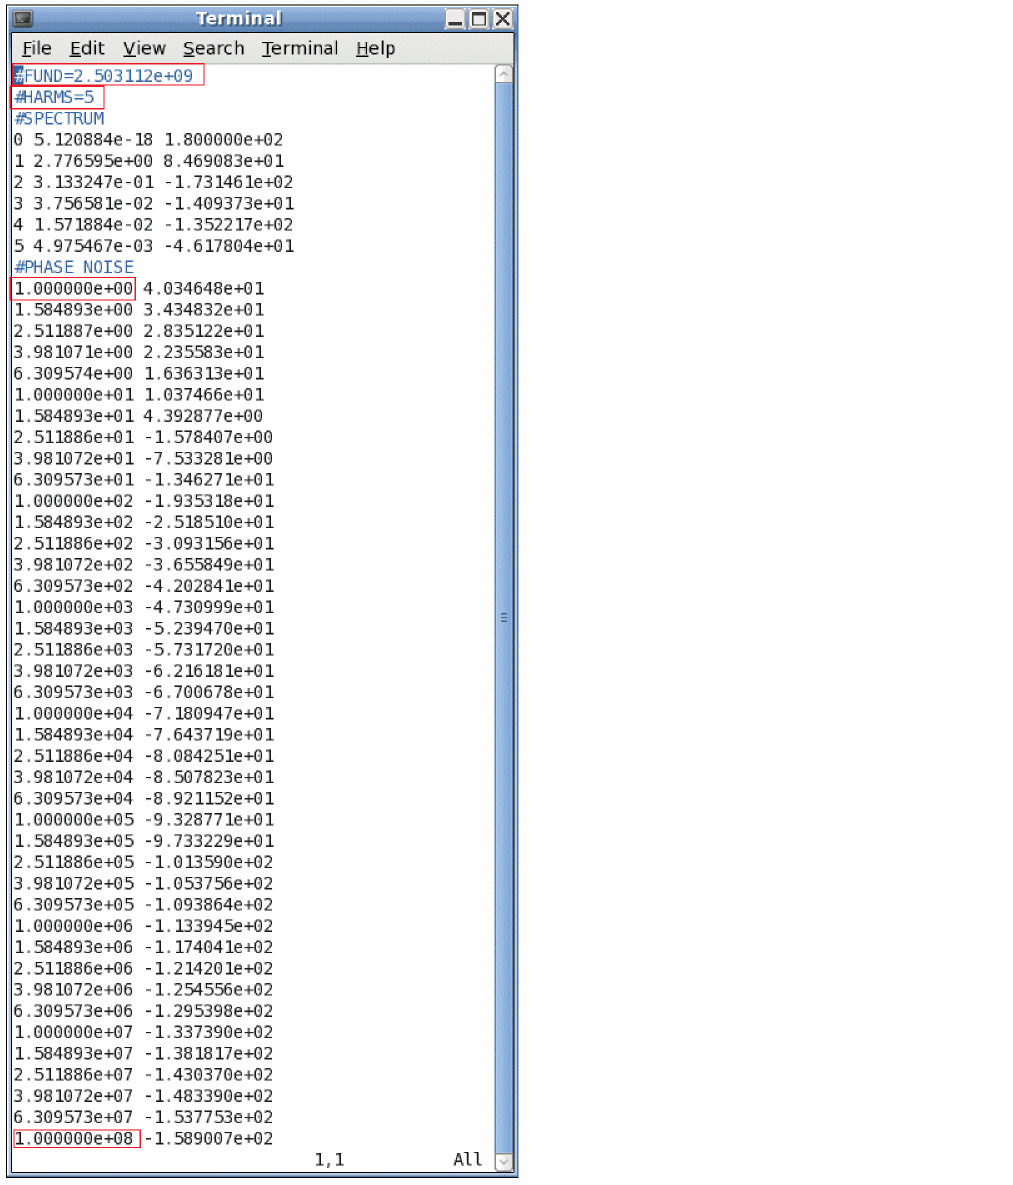 Terminal
File Edit View Search Terminal Help
#FUND=2.503112e+09
#HARMS=5
#SPECTRUM
0 5.120884e-18 1.800000e+02
1 2.776595e+00 8.469083e+01
2 3.133247e-01 -1.731461e+02
3 3.756581e-02 -1.409373e+01
4 1.571884e-02 -1.352217e+02
5 4.975467e-03 -4.617804e+01
#PHASE NOISE
1.000000e+00 4.034648e+01
1.584893e+00 3.434832e+01
2.511887e+00 2.835122e+01
3.981071e+00 2.235583e+01
6.309574e+00 1.636313e+01
1.000000e+01 1.037466e+01
1.584893e+01 4.392877e+00
2.511886e+01 -1.578407e+00
3.981072e+01 -7.533281e+00
6.309573e+01 -1.346271e+01
1.000000e+02 -1.935318e+01
1.584893e+02 -2.518510e+01
2.511886e+02 -3.093156e+01
3.981072e+02 -3.655849e+01
6.309573e+02 -4.202841e+01
1.000000e+03 -4.730999e+01
1.584893e+03 -5.239470e+01
2.511886e+03 -5.731720e+01
3.981072e+03 -6.216181e+01
6.309573e+03 -6.700678e+01
1.000000e+04 -7.180947e+01
1.584893e+04 -7.643719e+01
2.511886e+04 -8.084251e+01
3.981072e+04 -8.507823e+01
6.309573e+04 -8.921152e+01
1.000000e+05 -9.328771e+01
1.584893e+05 -9.733229e+01
2.511886e+05 -1.013590e+02
3.981072e+05 -1.053756e+02
6.309573e+05 -1.093864e+02
1.000000e+06 -1.133945e+02
1.584893e+06 -1.174041e+02
2.511886e+06 -1.214201e+02
3.981072e+06 -1.254556e+02
6.309573e+06 -1.295398e+02
1.000000e+07 -1.337390e+02
1.584893e+07 -1.381817e+02
2.511886e+07 -1.430370e+02
3.981072e+07 -1.483390e+02
6.309573e+07 -1.537753e+02
1.000000e+08 -1.589007e+02
1,1 All